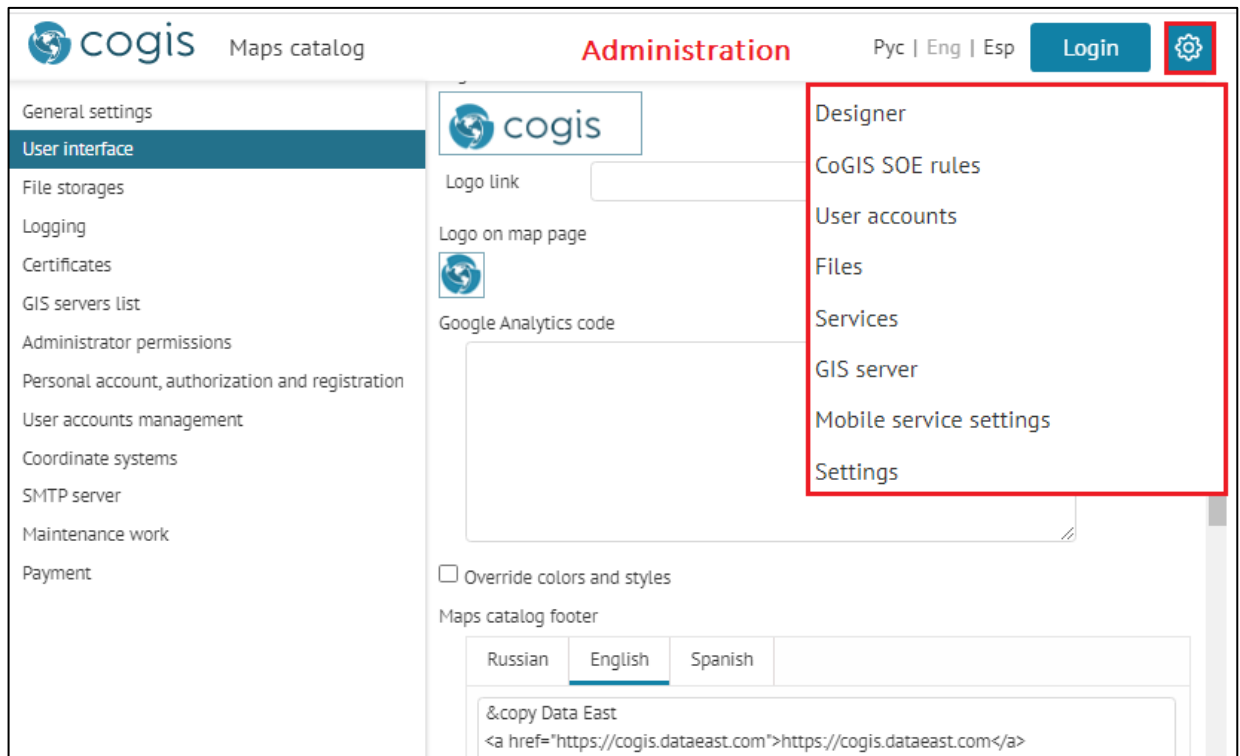 cogis Maps catalog Administration Рус | Eng | Esp Login
General settings
User interface
File storages
Logging
Certificates
GIS servers list
Administrator permissions
Personal account, authorization and registration
User accounts management
Coordinate systems
SMTP server
Maintenance work
Payment
cogis
Logo link
Logo on map page
Google Analytics code
Designer
CoGIS SOE rules
User accounts
Files
Services
GIS server
Mobile service settings
Settings
Override colors and styles
Maps catalog footer
Russian English Spanish
&copy Data East
<a href="https://cogis.dataeast.com">https://cogis.dataeast.com</a>